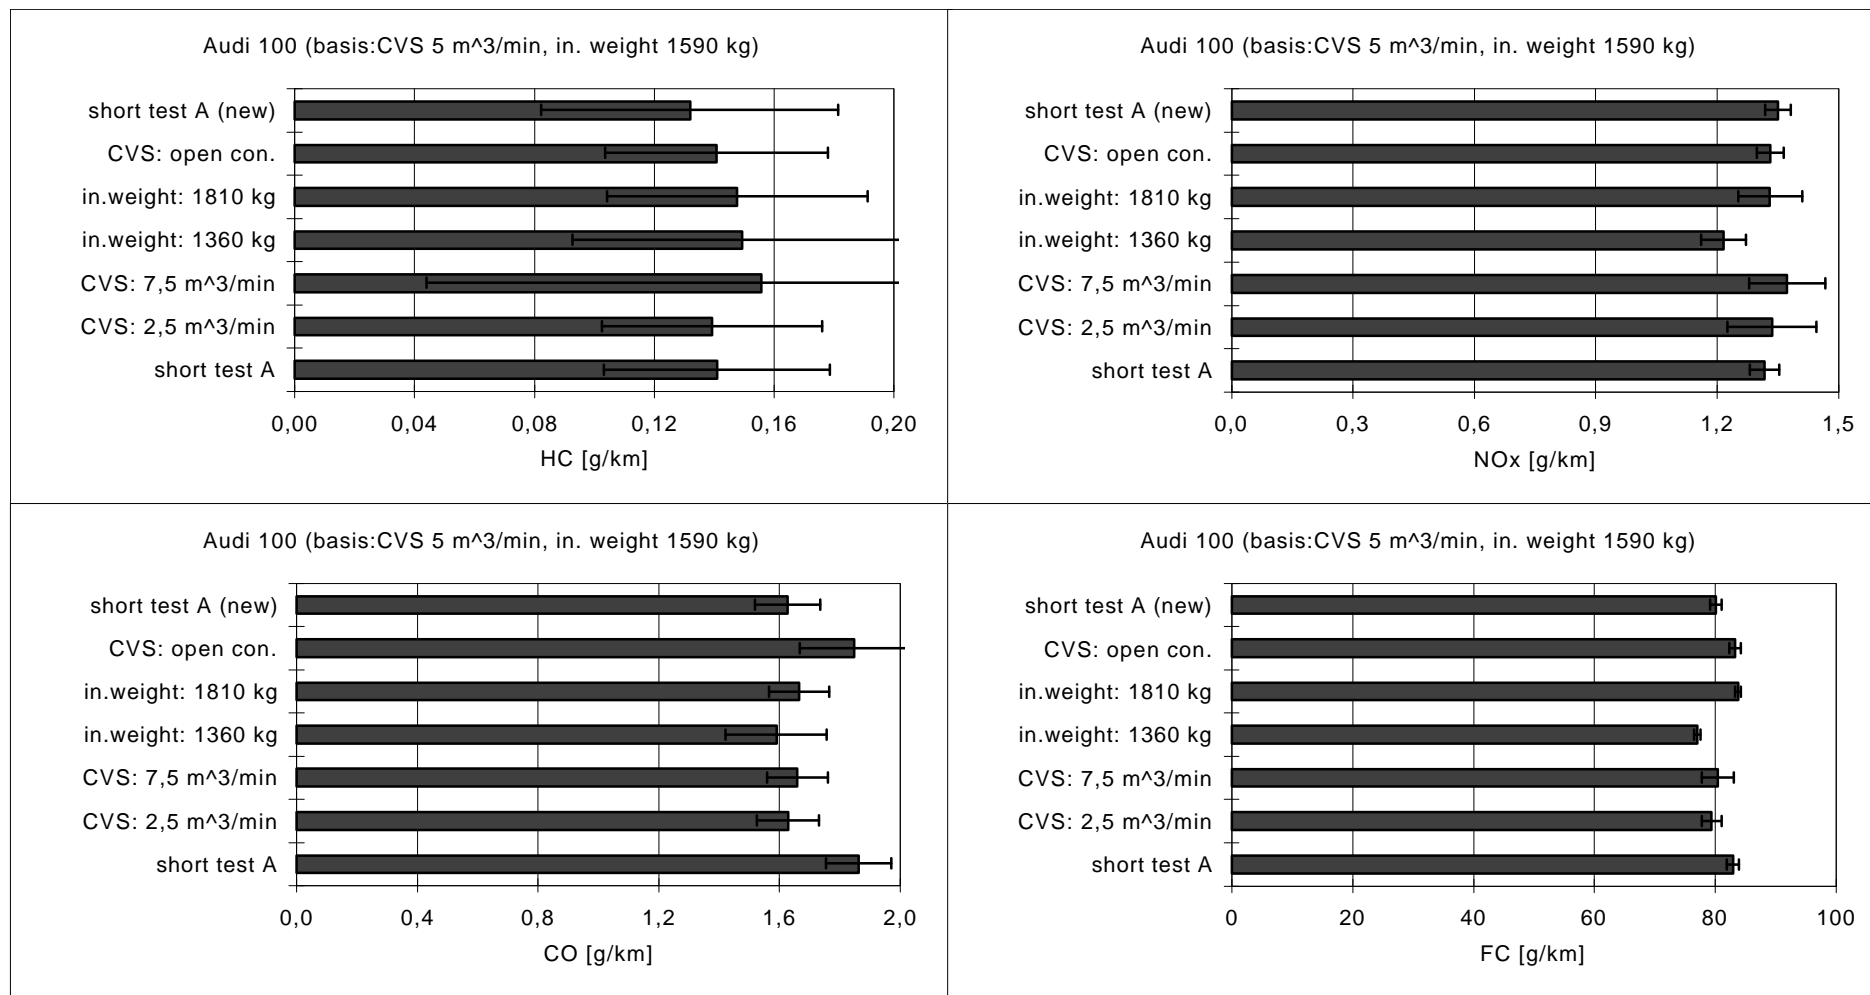 Audi 100 (basis:CVS 5 m^3/min, in. weight 1590 kg)
short test A (new)
CVS: open con.
in.weight: 1810 kg
in.weight: 1360 kg
CVS: 7,5 m^3/min
CVS: 2,5 m^3/min
short test A
0,00 0,04 0,08 0,12 0,16 0,20
HC [g/km]
Audi 100 (basis:CVS 5 m^3/min, in. weight 1590 kg)
short test A (new)
CVS: open con.
in.weight: 1810 kg
in.weight: 1360 kg
CVS: 7,5 m^3/min
CVS: 2,5 m^3/min
short test A
0,0 0,3 0,6 0,9 1,2 1,5
NOx [g/km]
Audi 100 (basis:CVS 5 m^3/min, in. weight 1590 kg)
short test A (new)
CVS: open con.
in.weight: 1810 kg
in.weight: 1360 kg
CVS: 7,5 m^3/min
CVS: 2,5 m^3/min
short test A
0,0 0,4 0,8 1,2 1,6 2,0
CO [g/km]
Audi 100 (basis:CVS 5 m^3/min, in. weight 1590 kg)
short test A (new)
CVS: open con.
in.weight: 1810 kg
in.weight: 1360 kg
CVS: 7,5 m^3/min
CVS: 2,5 m^3/min
short test A
0 20 40 60 80 100
FC [g/km]